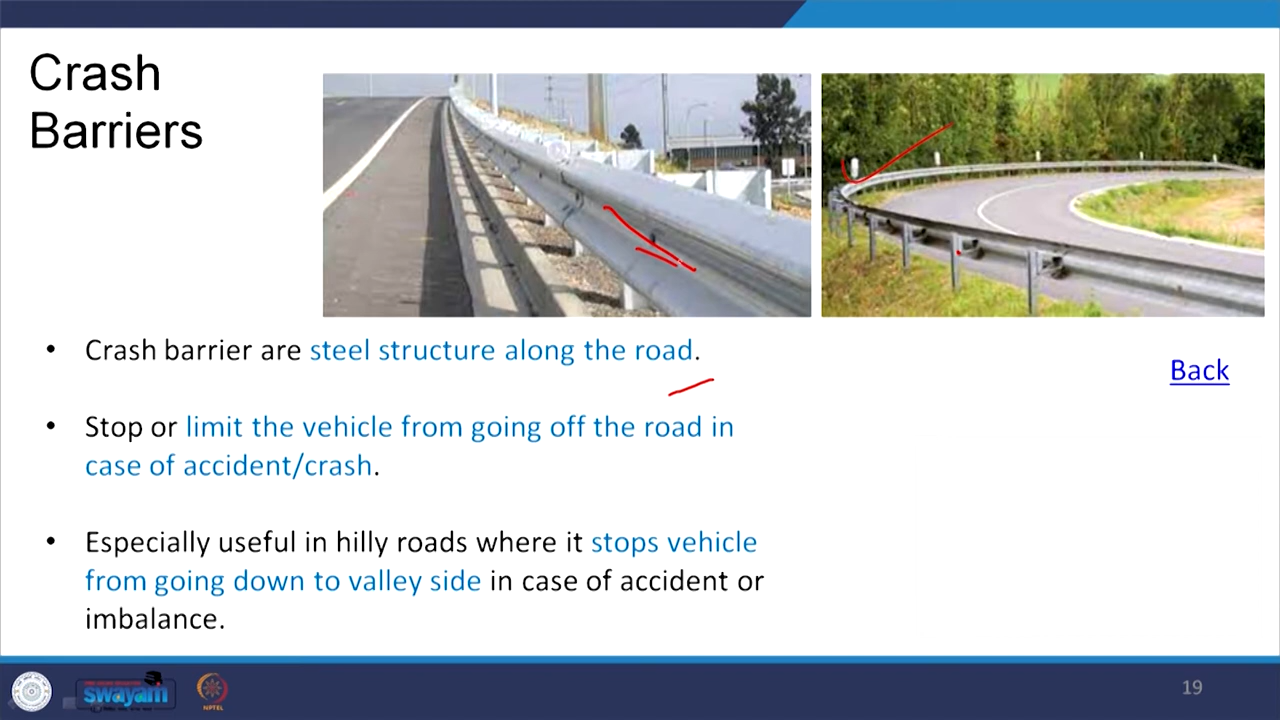 Crash
Barriers
• Crash barrier are steel structure along the road.
Back
• Stop or limit the vehicle from going off the road in
case of accident/crash.
• Especially useful in hilly roads where it stops vehicle
from going down to valley side in case of accident or
imbalance.
swayam
NPTEL
19